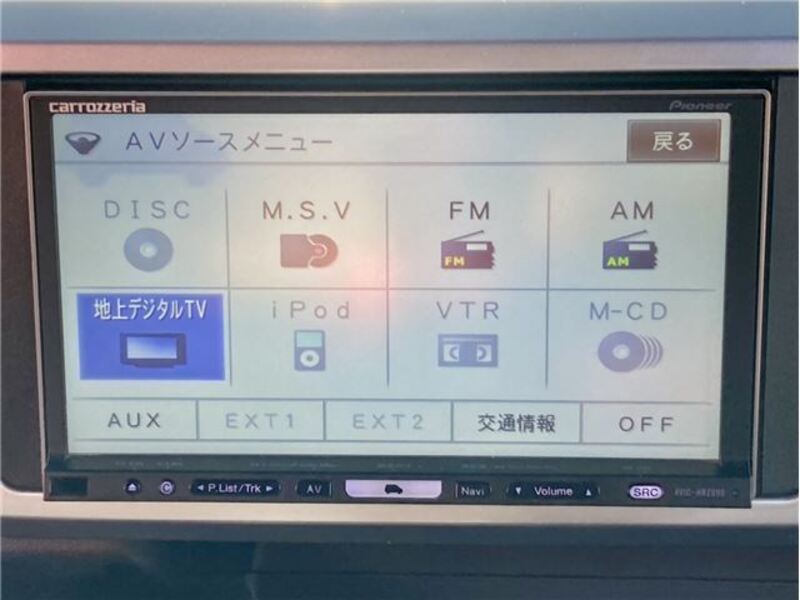 carrozzeria Pioneer
AVソースメニュー 戻る
DISC M.S.V FM AM
FM AM
地上デジタルTV iPod VTR M-CD
AUX EXT1 EXT2 交通情報 OFF
P.List/Trk AV Navi Volume SRC